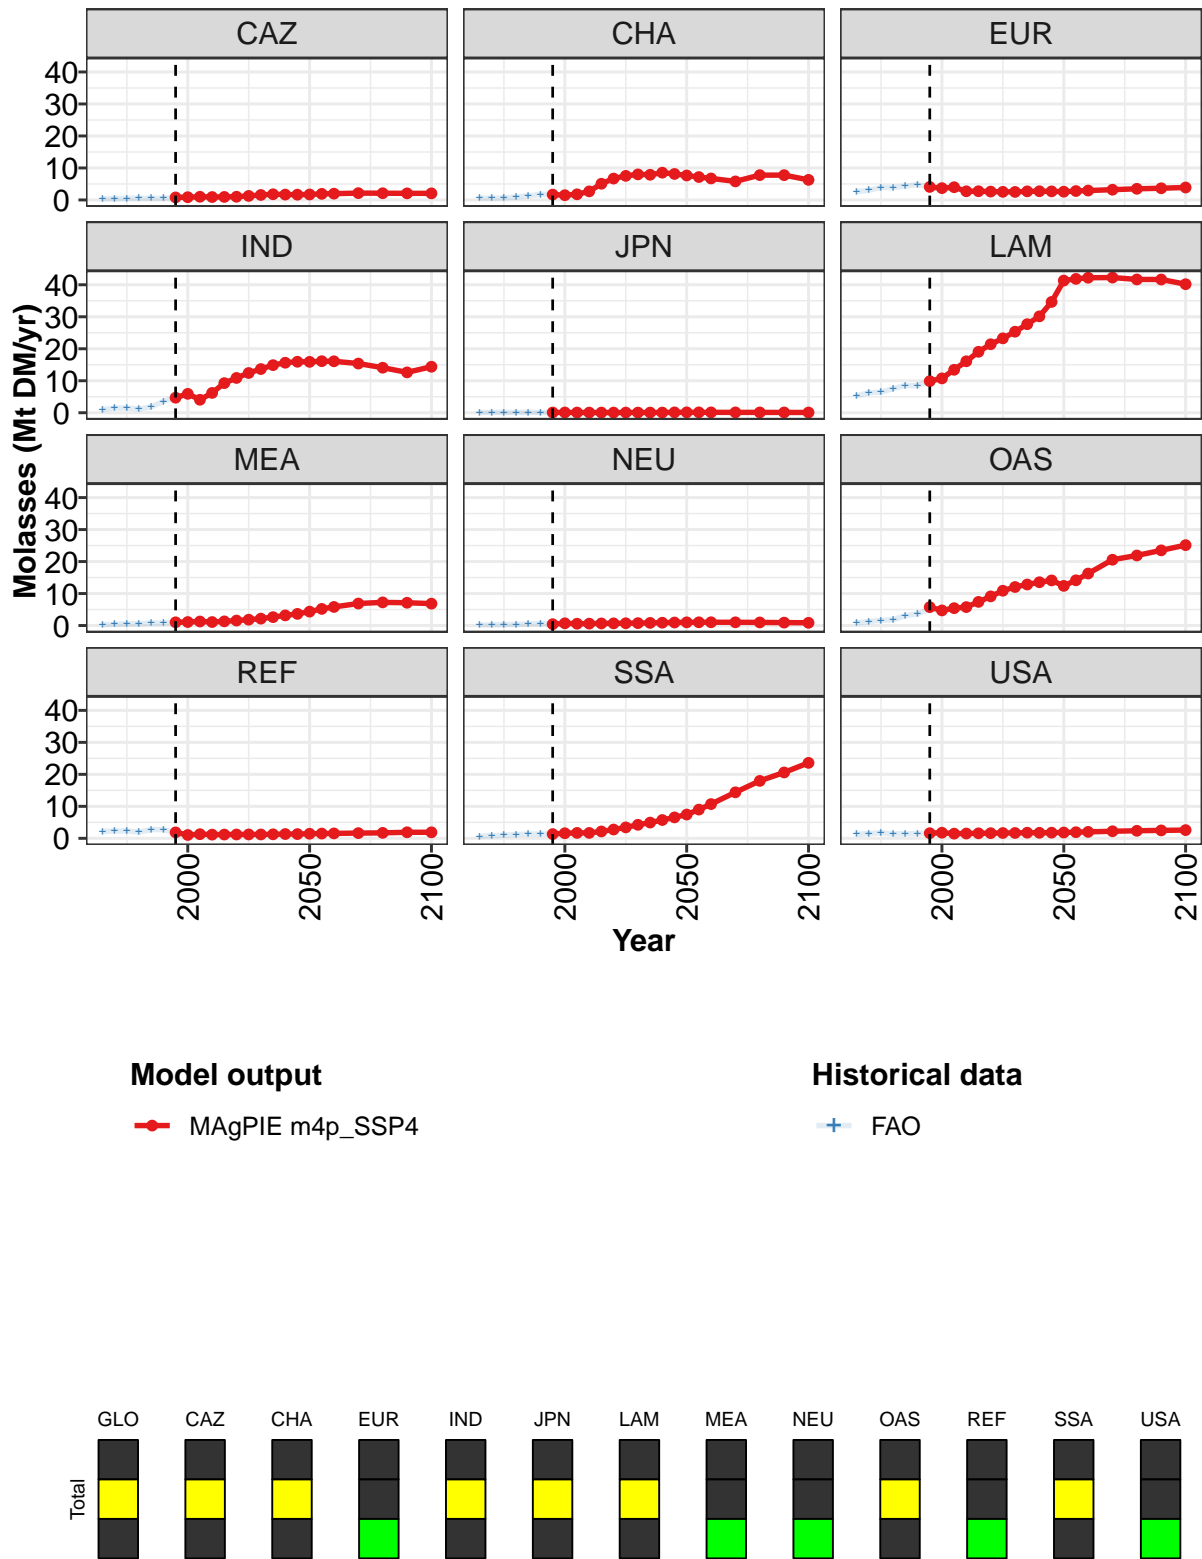 CAZ CHA EUR
40
30
20
10
0
IND JPN LAM
40
30
20
10
0
MEA NEU OAS
40
30
20
10
0
REF SSA USA
40
30
20
10
0
Molasses (Mt DM/yr)
2000 2050 2100 2000 2050 2100 2000 2050 2100
Year
Model output Historical data
MAgPIE m4p_SSP4 FAO
GLO CAZ CHA EUR IND JPN LAM MEA NEU OAS REF SSA USA
Total